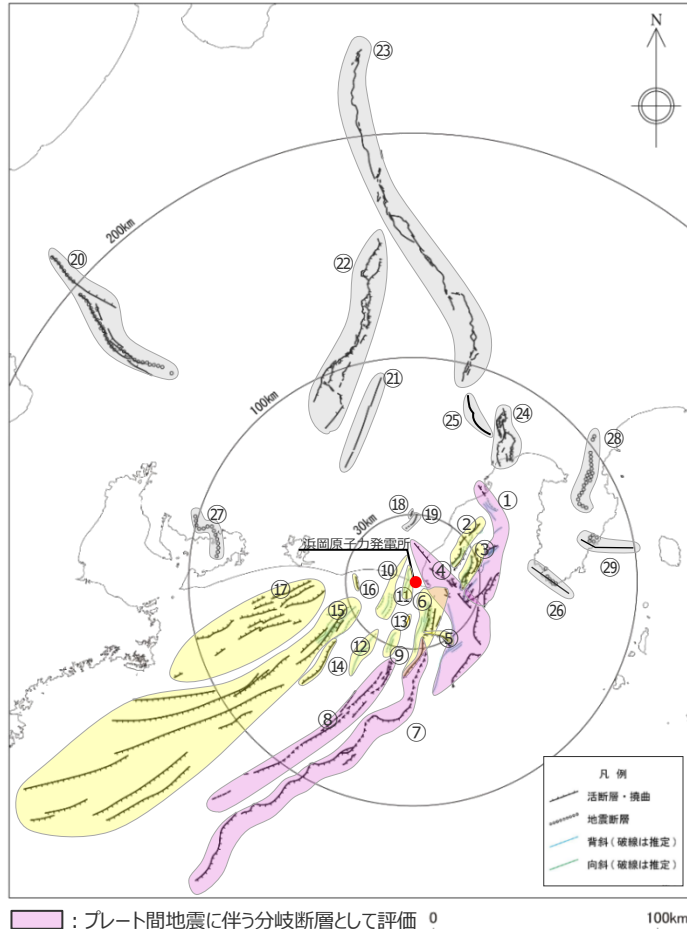 ㉓
N
200km
⑳
㉒
㉑
100km
㉕
㉔
㉘
①
㉗
⑱
⑲
30km
②
浜岡原子力発電所
③
㉙
⑩
④
⑰
⑯
⑪
⑥
㉖
⑮
⑬
⑤
⑫
⑨
⑭
⑧
⑦
凡 例
活断層・撓曲
地震断層
背斜（破線は推定）
向斜（破線は推定）
：プレート間地震に伴う分岐断層として評価
0 100km